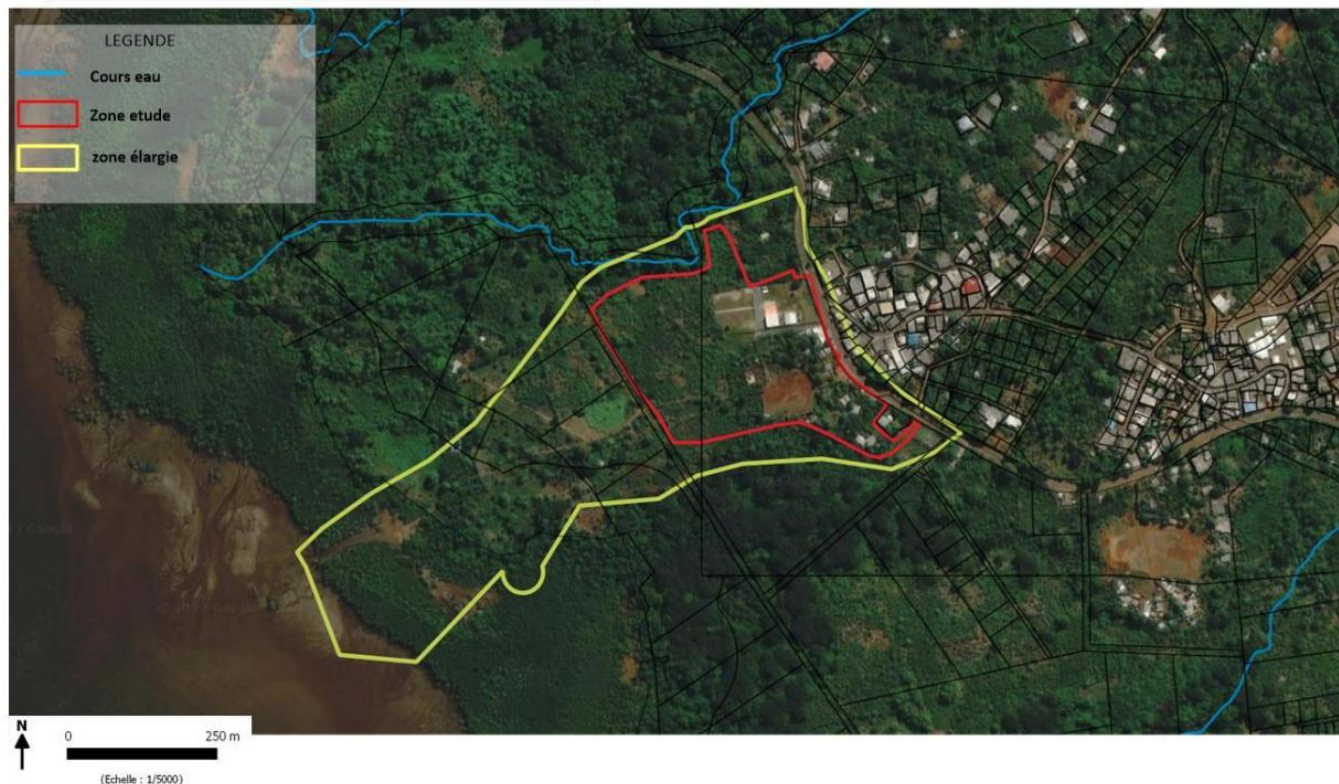 LEGENDE
Cours eau
Zone etude
zone élargie
N
0 250 m
(Echelle : 1/5000)